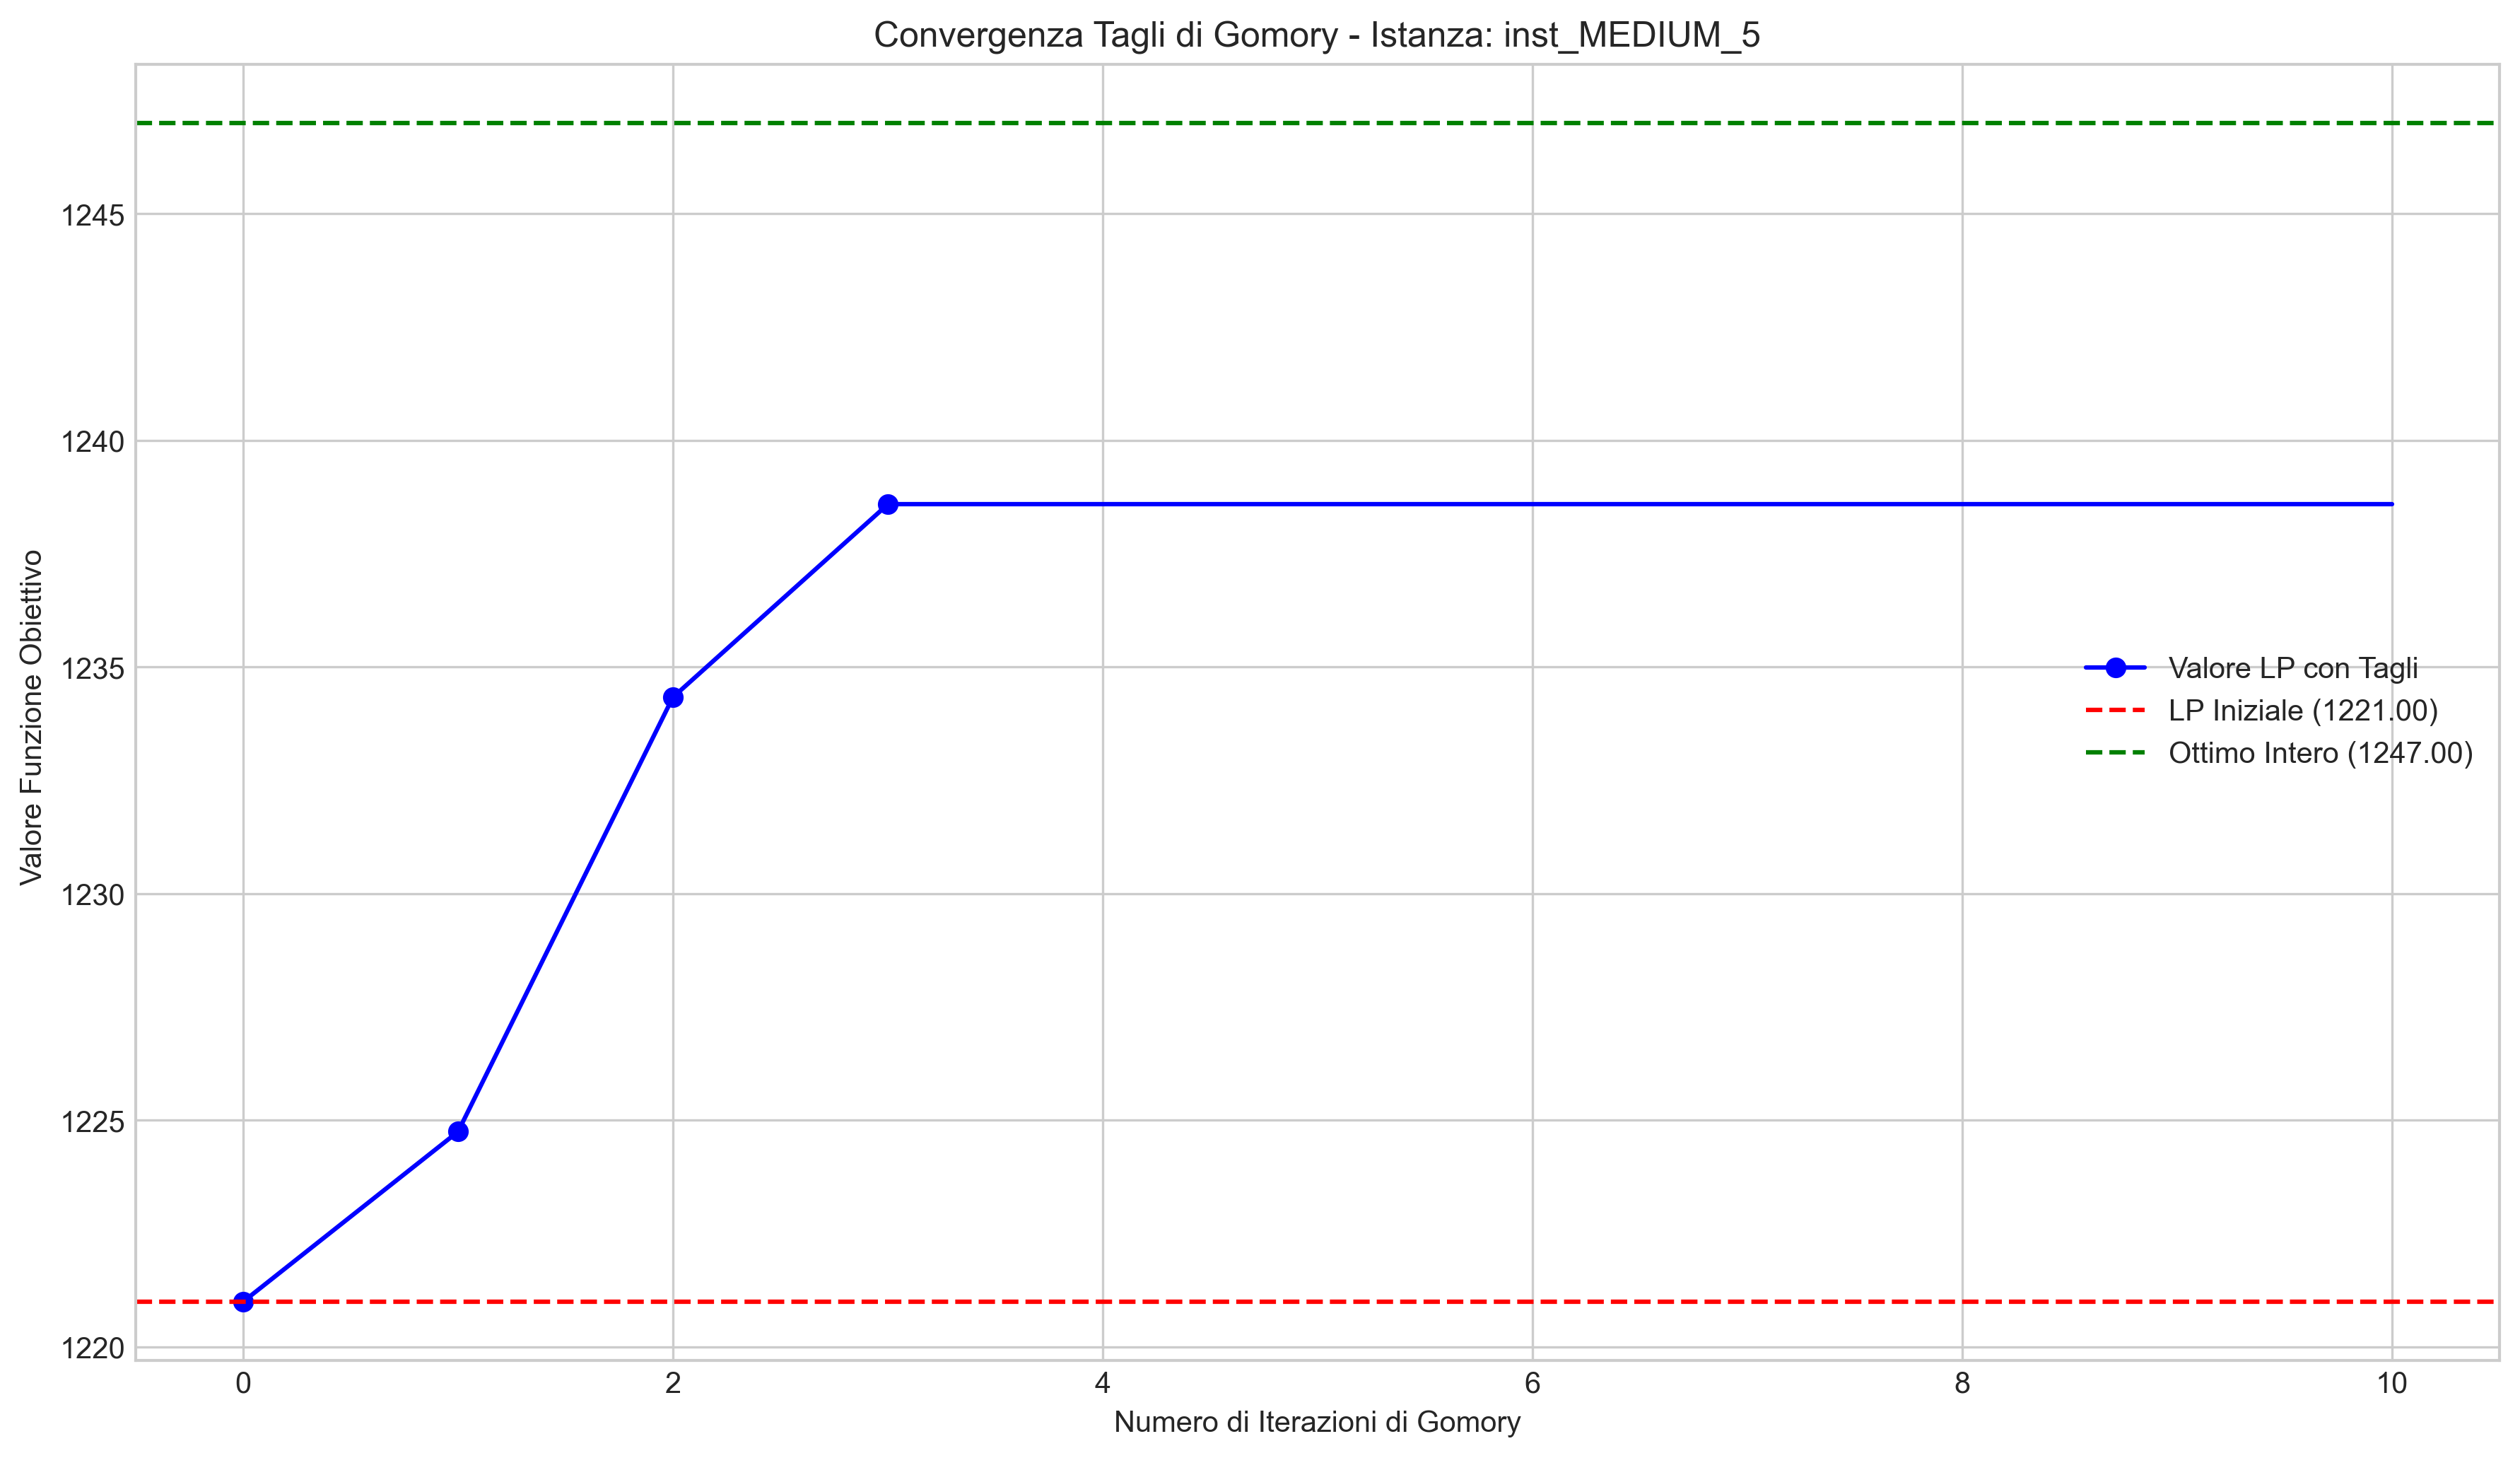 Convergenza Tagli di Gomory - Istanza: inst_MEDIUM_5
Valore Funzione Obiettivo
1245
1240
1235
1230
1225
1220
Valore LP con Tagli
LP Iniziale (1221.00)
Ottimo Intero (1247.00)
0 2 4 6 8 10
Numero di Iterazioni di Gomory